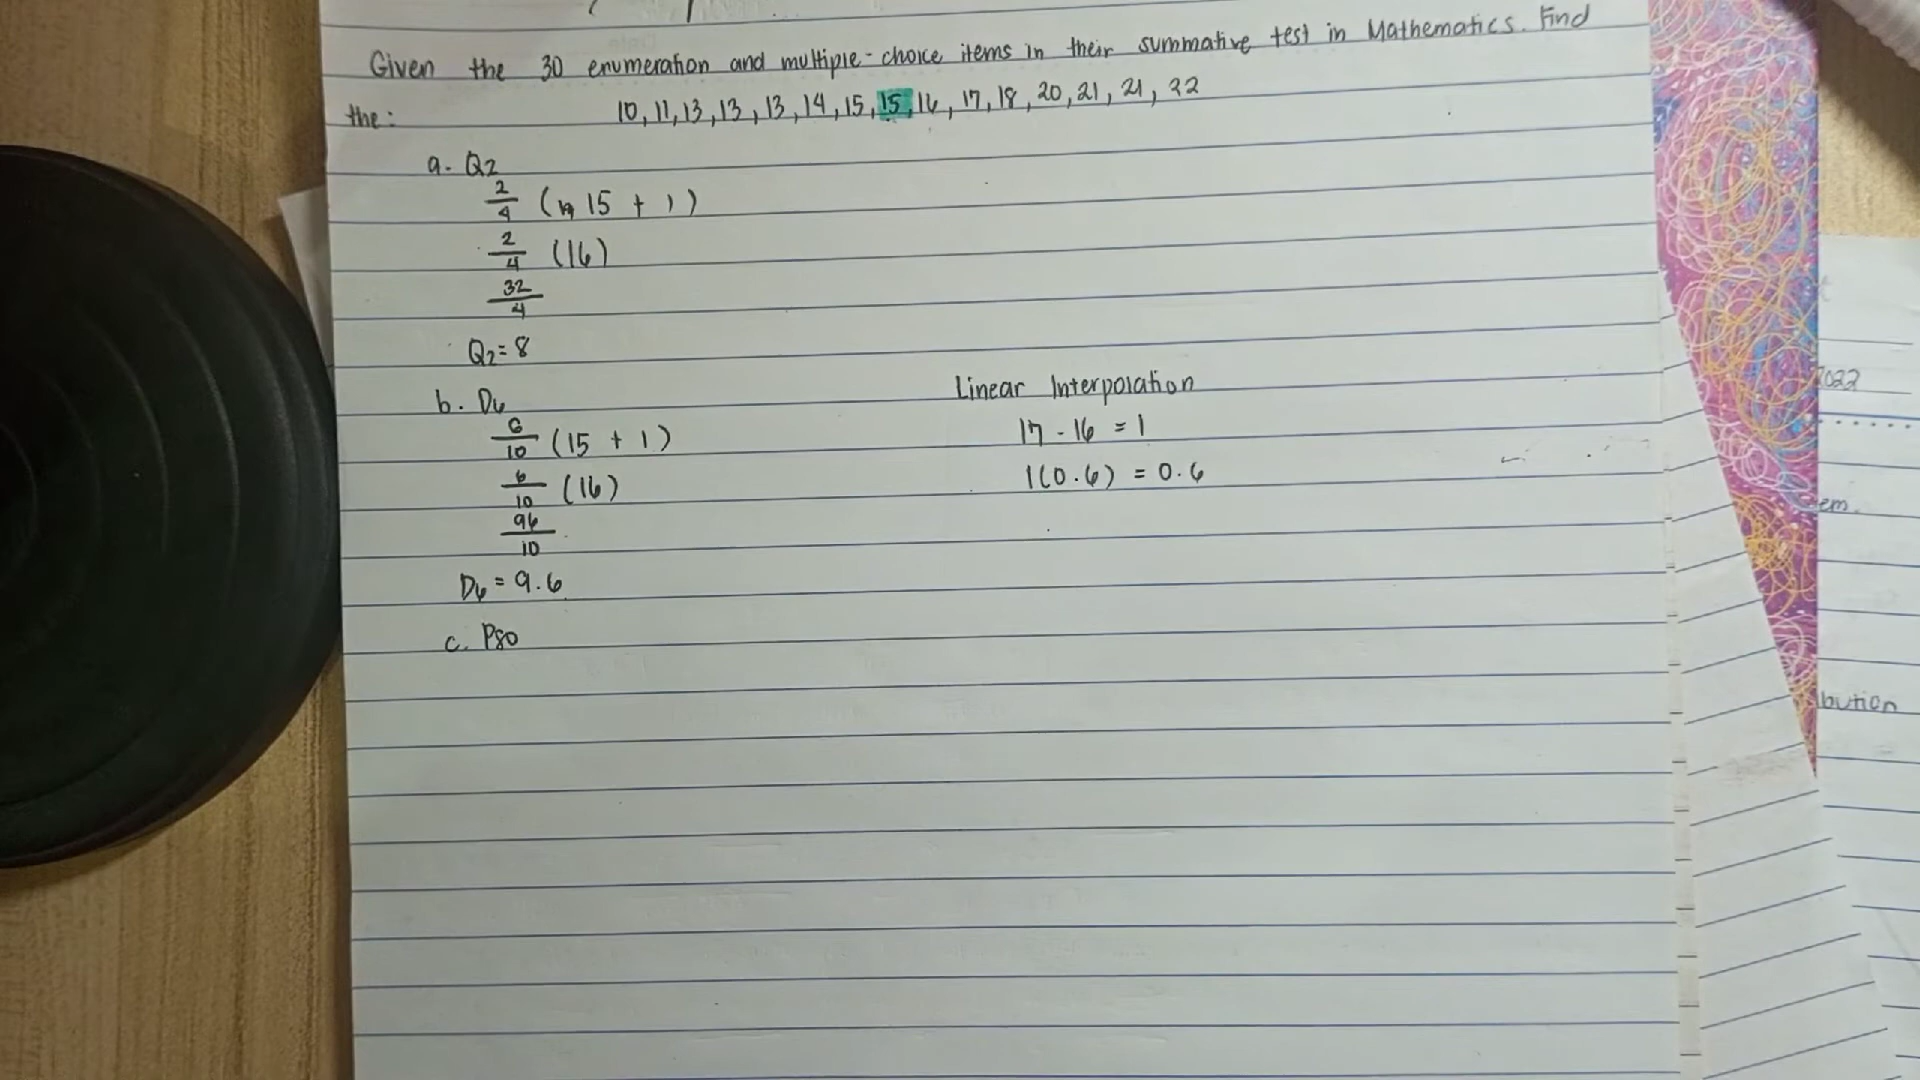 Given the 30 enumeration and multiple-choice items in their summative test in Mathematics. Find
the: 10, 11, 13, 13, 13, 14, 15, 15, 16, 17, 18, 20, 21, 21, 22
a. Q2
2/4 (15 + 1)
2/4 (16)
32/4
Q2 = 8
b. D6
6/10 (15 + 1)
6/10 (16)
96/10
D6 = 9.6
Linear Interpolation
17 - 16 = 1
1(0.6) = 0.6
c. P80
2022
em.
bution